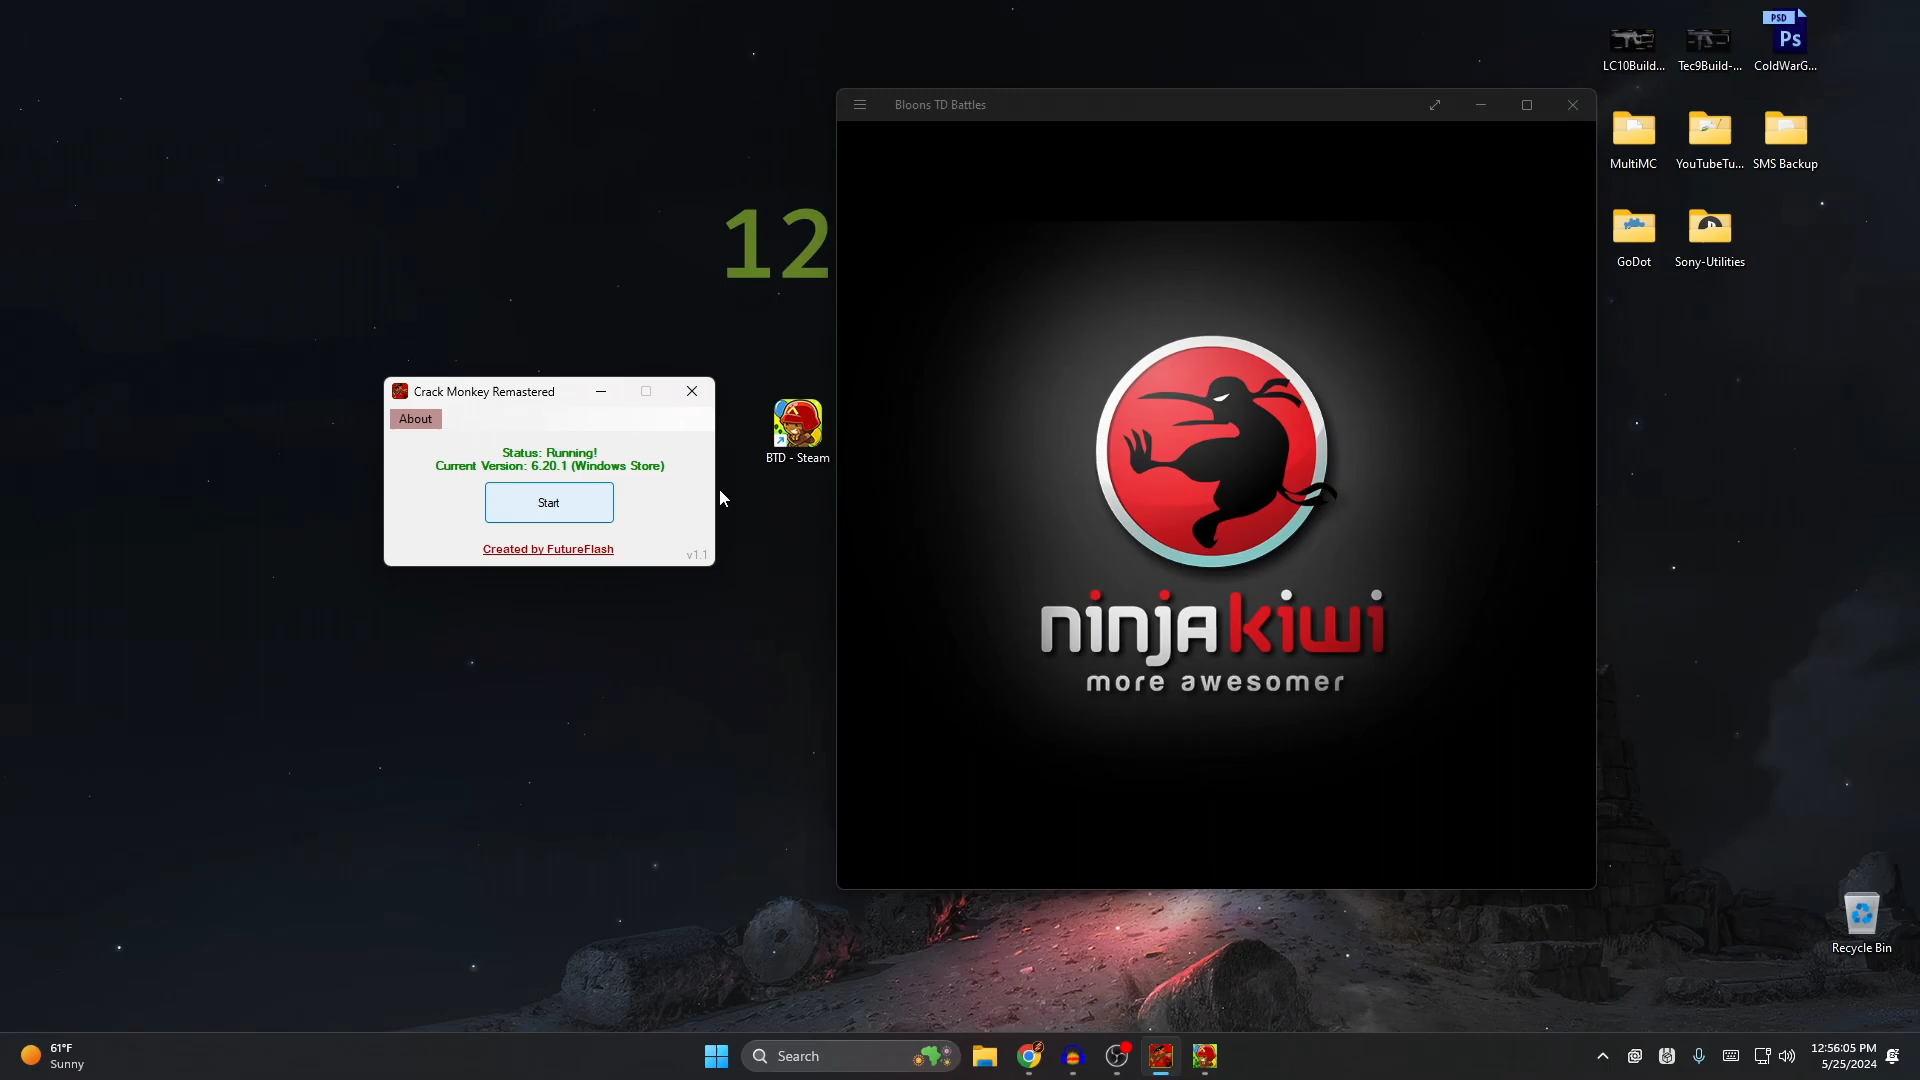 PSD
Ps
LC10Build...
Tec9Build-...
ColdWarG...
Bloons TD Battles
MultiMC
YouTubeTu...
SMS Backup
12
GoDot
Sony-Utilities
Crack Monkey Remastered
About
Status: Running!
Current Version: 6.20.1 (Windows Store)
Start
Created by FutureFlash
v1.1
BTD - Steam
ninja kiwi
more awesomer
Recycle Bin
61°F
Sunny
Search
12:56:05 PM
5/25/2024